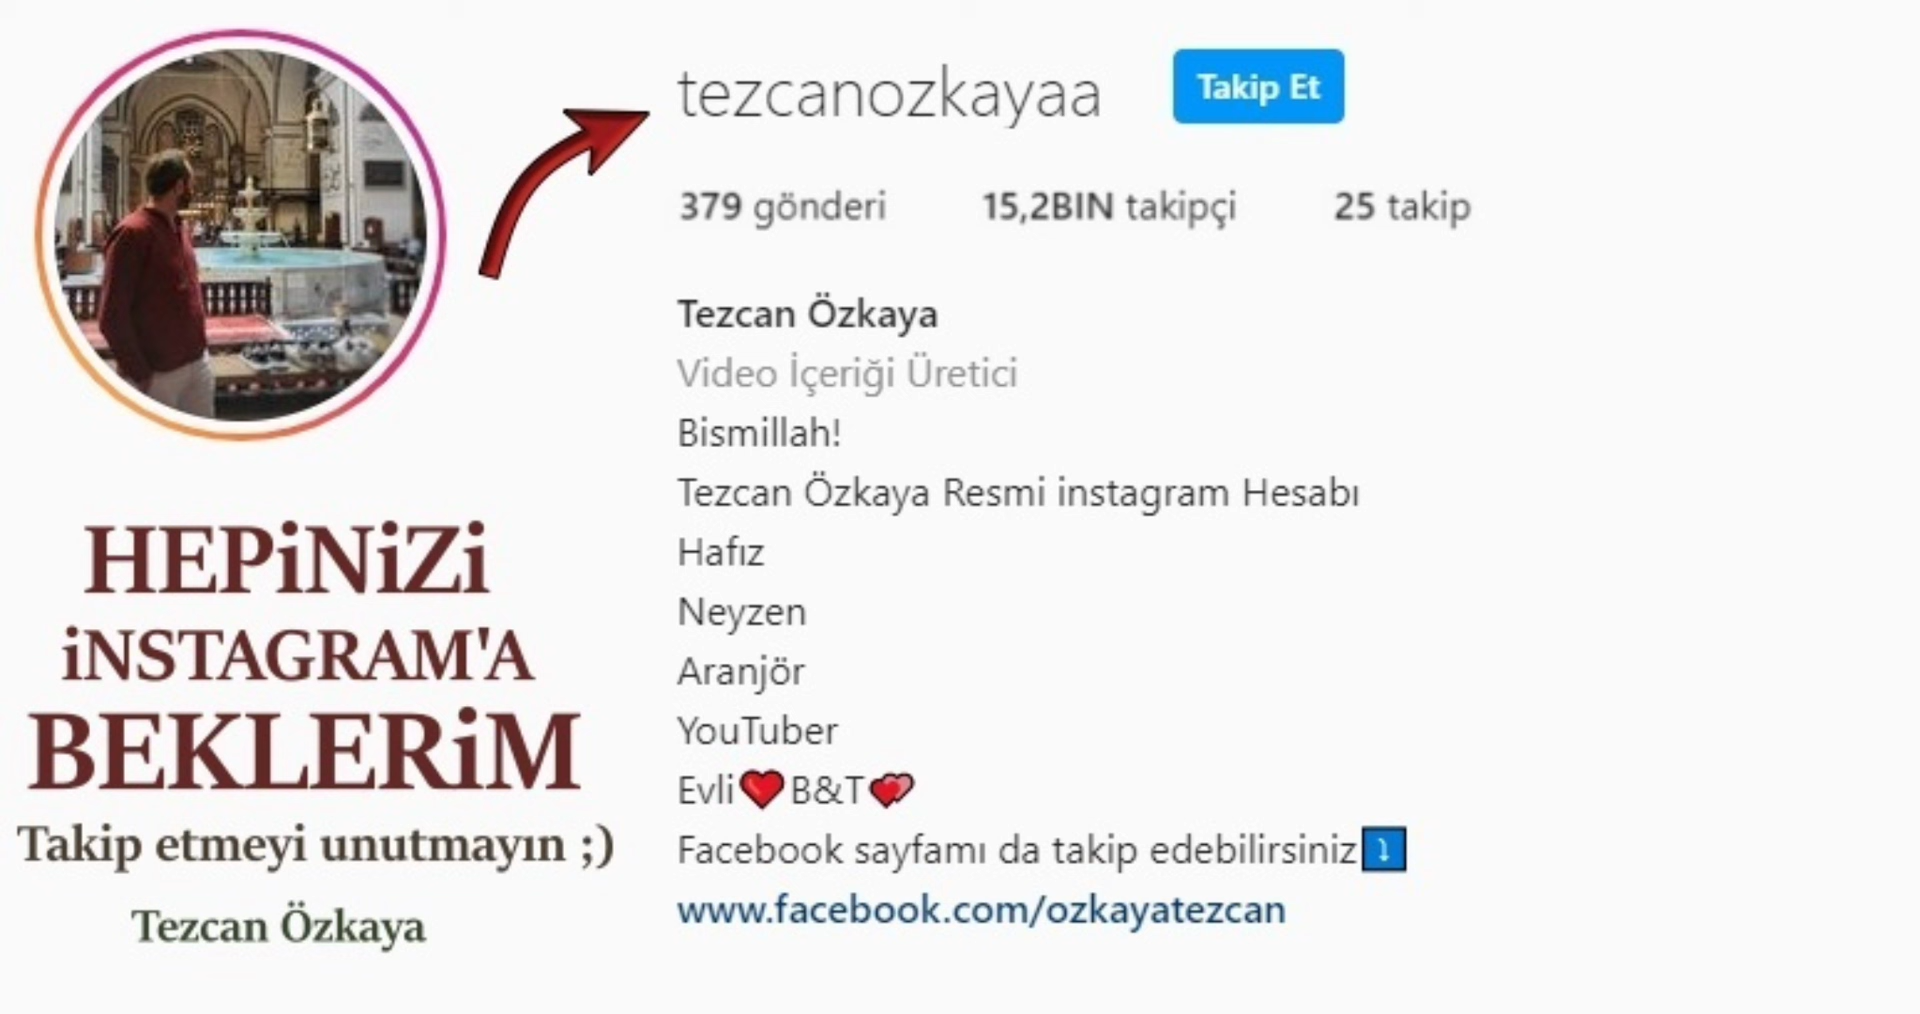 tezcanozkayaa Takip Et
379 gönderi 15,2BIN takipçi 25 takip
Tezcan Özkaya
Video İçeriği Üretici
Bismillah!
Tezcan Özkaya Resmi instagram Hesabı
Hafız
Neyzen
Aranjör
YouTuber
Evli❤️B&T💕
Facebook sayfamı da takip edebilirsiniz⤵️
www.facebook.com/ozkayatezcan
HEPiNiZi
iNSTAGRAM'A
BEKLERiM
Takip etmeyi unutmayın ;)
Tezcan Özkaya